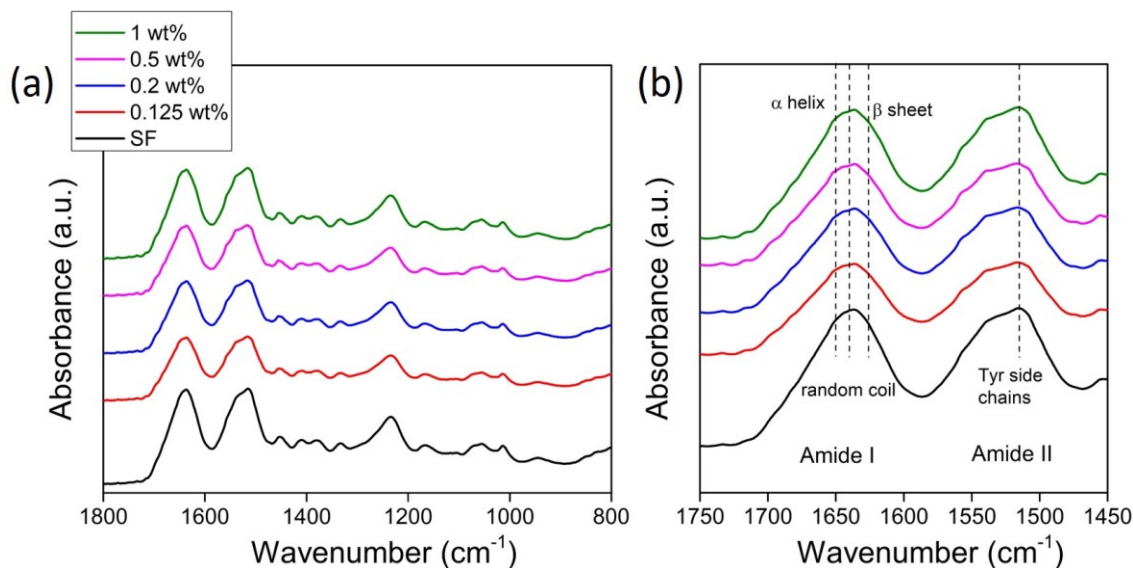 1 wt%
0.5 wt%
0.2 wt%
0.125 wt%
SF
(a)
Absorbance (a.u.)
1800 1600 1400 1200 1000 800
Wavenumber (cm⁻¹)
(b)
Absorbance (a.u.)
α helix
β sheet
random coil
Tyr side
chains
Amide I Amide II
1750 1700 1650 1600 1550 1500 1450
Wavenumber (cm⁻¹)